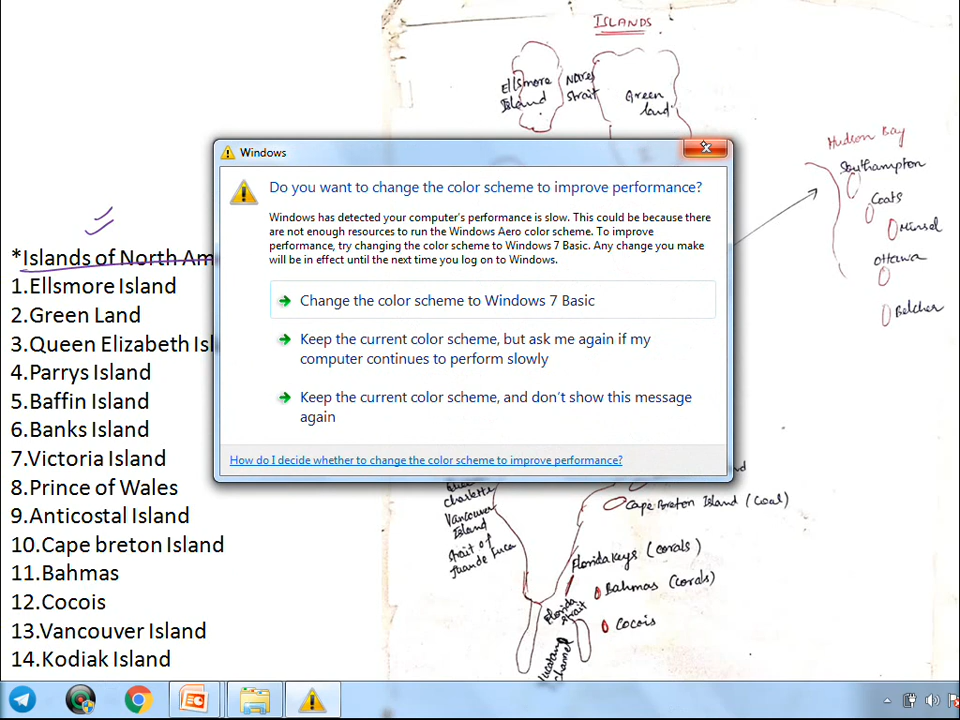 ISLANDS
Ellsmore
Island
Nares
Strait
Green
land
Hudson Bay
Southampton
Coats
Minsel
Ottawa
Belcher
*Islands of North Am
1.Ellsmore Island
2.Green Land
3.Queen Elizabeth Isl
4.Parrys Island
5.Baffin Island
6.Banks Island
7.Victoria Island
8.Prince of Wales
9.Anticostal Island
10.Cape breton Island
11.Bahmas
12.Cocois
13.Vancouver Island
14.Kodiak Island
Windows
Do you want to change the color scheme to improve performance?
Windows has detected your computer's performance is slow. This could be because there
are not enough resources to run the Windows Aero color scheme. To improve
performance, try changing the color scheme to Windows 7 Basic. Any change you make
will be in effect until the next time you log on to Windows.
Change the color scheme to Windows 7 Basic
Keep the current color scheme, but ask me again if my
computer continues to perform slowly
Keep the current color scheme, and don't show this message
again
How do I decide whether to change the color scheme to improve performance?
Charlette
Vancouver
Island
Strait of
Juande Fuca
Cape Breton Island (Coal)
Florida Keys (corals)
Bahmas (Corals)
Cocois
Florida
Strait
Yucatan
Channel